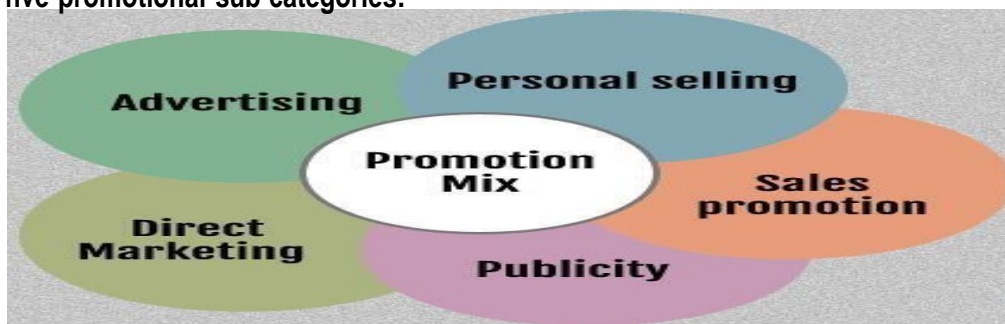 five promotional sub categories:
Advertising
Personal selling
Promotion
Mix
Sales
promotion
Direct
Marketing
Publicity